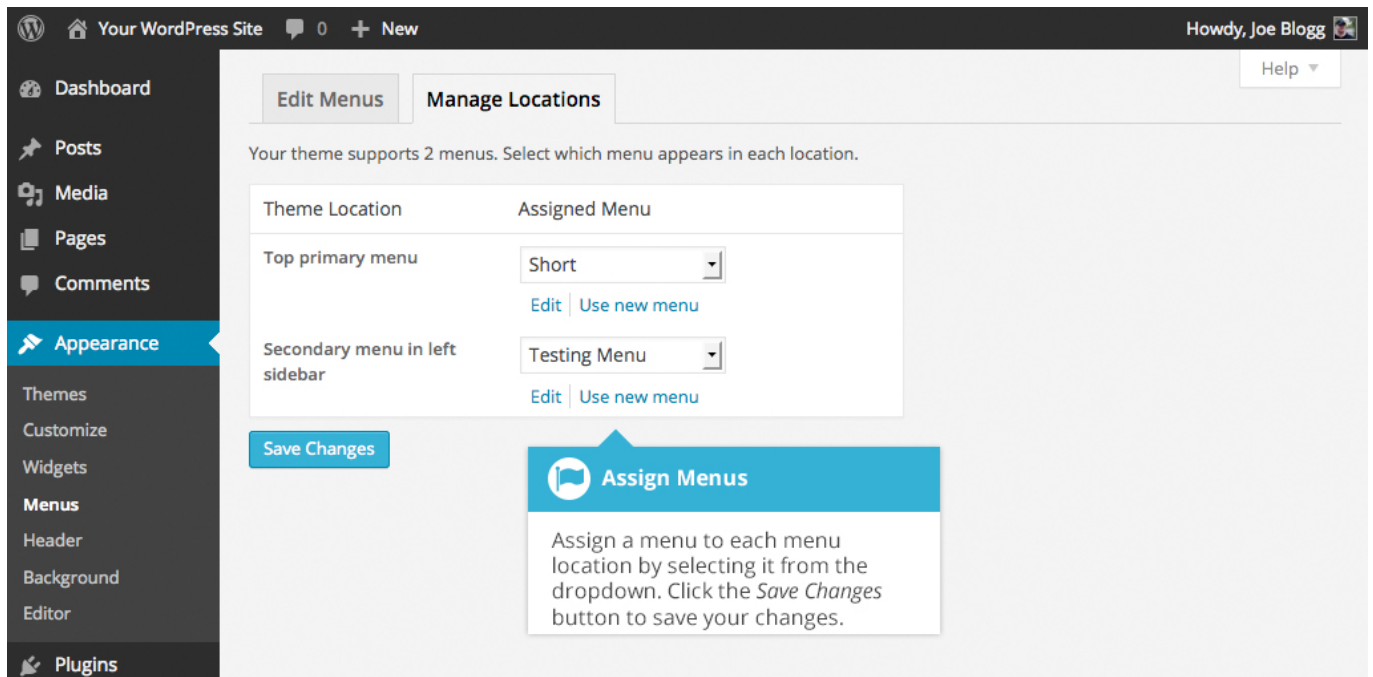 Your WordPress Site 0 + New Howdy, Joe Blogg
Help
Dashboard
Posts
Media
Pages
Comments
Appearance
Themes
Customize
Widgets
Menus
Header
Background
Editor
Plugins
Edit Menus Manage Locations
Your theme supports 2 menus. Select which menu appears in each location.
Theme Location Assigned Menu
Top primary menu Short
Edit Use new menu
Secondary menu in left
sidebar
Testing Menu
Edit Use new menu
Save Changes
Assign Menus
Assign a menu to each menu
location by selecting it from the
dropdown. Click the Save Changes
button to save your changes.